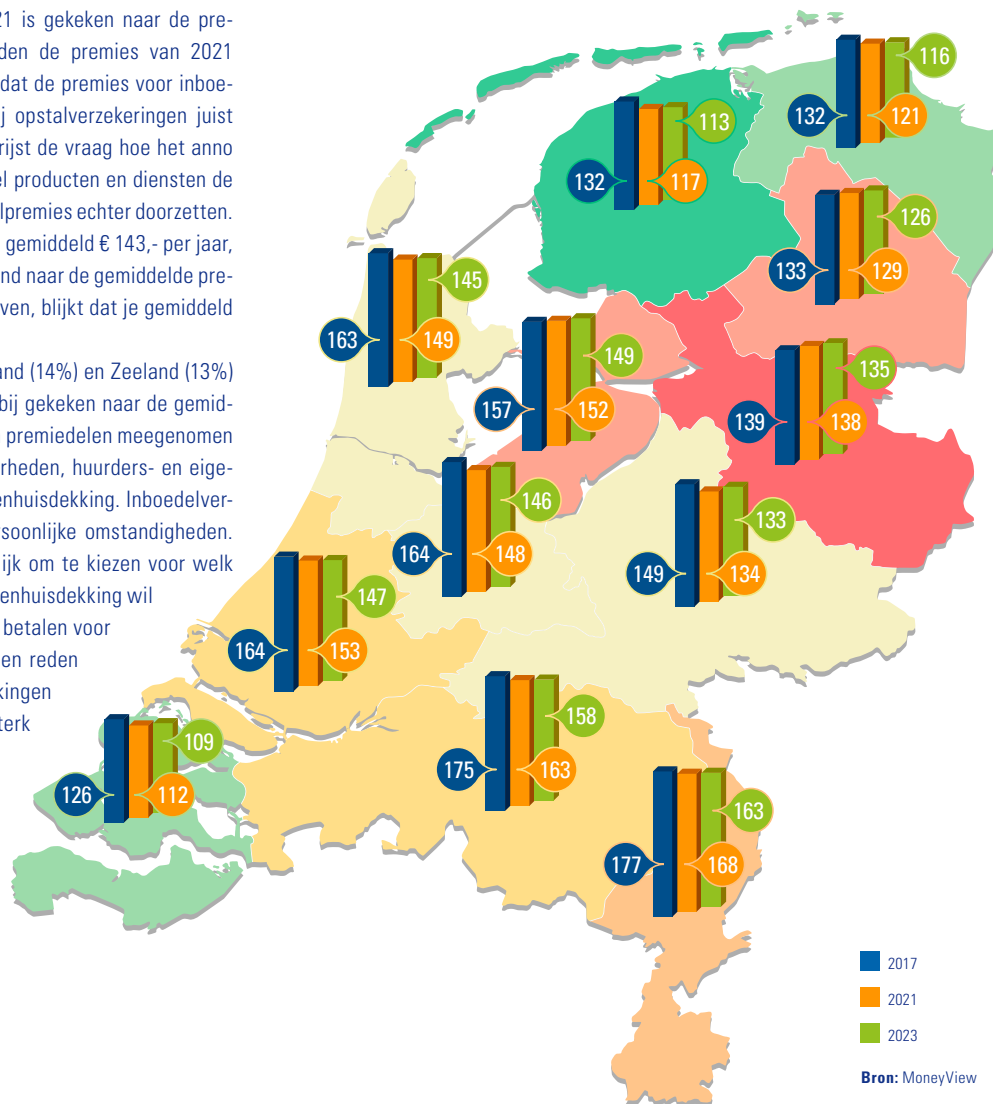 21 is gekeken naar de pre-
den de premies van 2021
dat de premies voor inboe-
j opstalverzekeringen juist
rijst de vraag hoe het anno
el producten en diensten de
lpremies echter doorzetten.
gemiddeld € 143,- per jaar,
nd naar de gemiddelde pre-
ven, blijkt dat je gemiddeld
and (14%) en Zeeland (13%)
bij gekeken naar de gemid-
premiedelen meegenomen
rheden, huurders- en eige-
enhuisdekking. Inboedelver-
rsoonlijke omstandigheden.
ijk om te kiezen voor welk
enhuisdekking wil
betalen voor
en reden
kingen
terk
116
132
121
113
132
117
126
133
129
145
163
149
149
157
152
135
139
138
146
164
148
133
149
134
147
164
153
158
175
163
109
126
112
163
177
168
2017
2021
2023
Bron: MoneyView